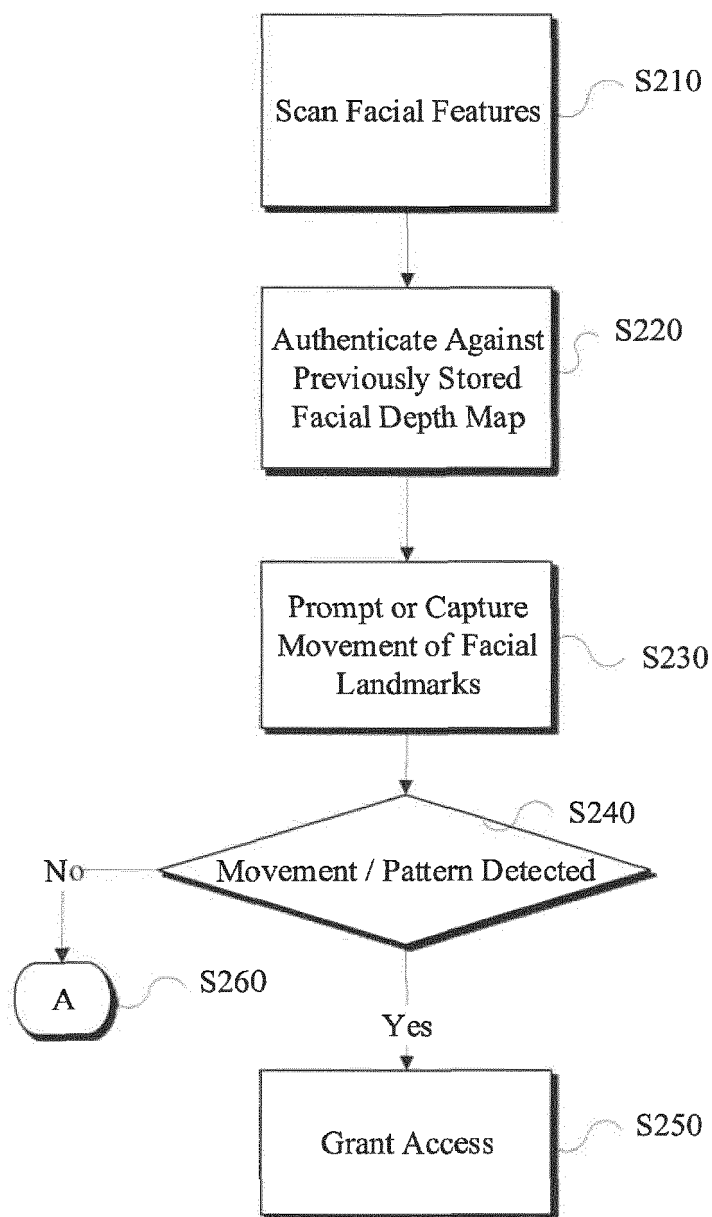 Scan Facial Features
S210
Authenticate Against
Previously Stored
Facial Depth Map
S220
Prompt or Capture
Movement of Facial
Landmarks
S230
Movement / Pattern Detected
S240
No
A
S260
Yes
Grant Access
S250